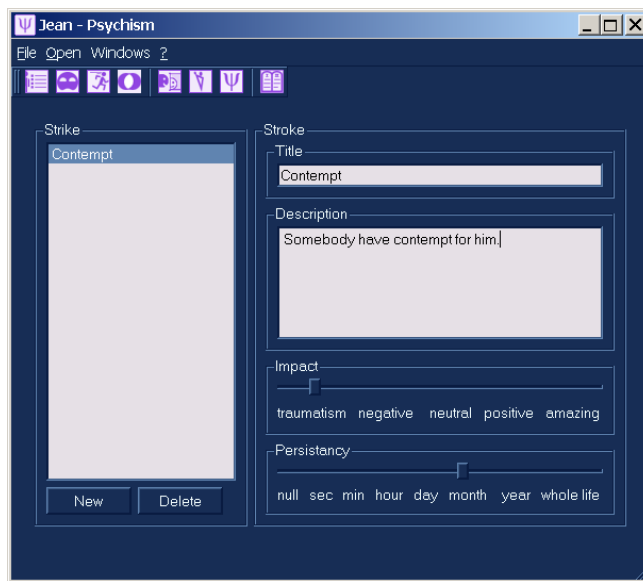 Jean - Psychism
File Open Windows ?
Strike
Contempt
New Delete
Stroke
Title
Contempt
Description
Somebody have contempt for him.
Impact
traumatism negative neutral positive amazing
Persistancy
null sec min hour day month year whole life